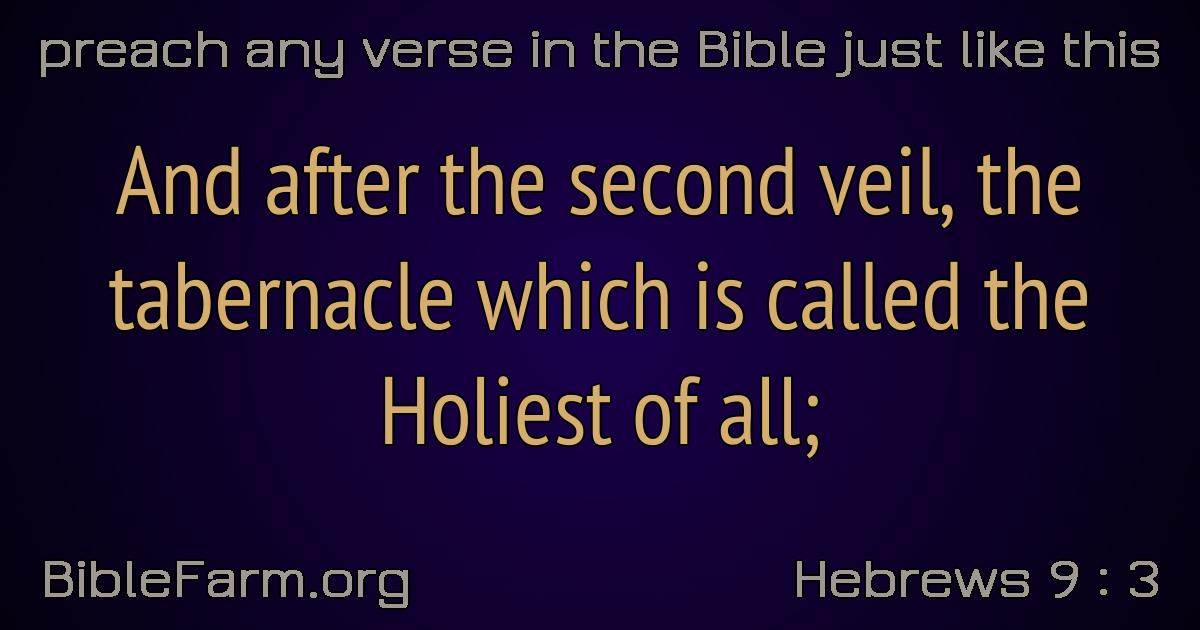 preach any verse in the Bible just like this
And after the second veil, the
tabernacle which is called the
Holiest of all;
BibleFarm.org
Hebrews 9 : 3